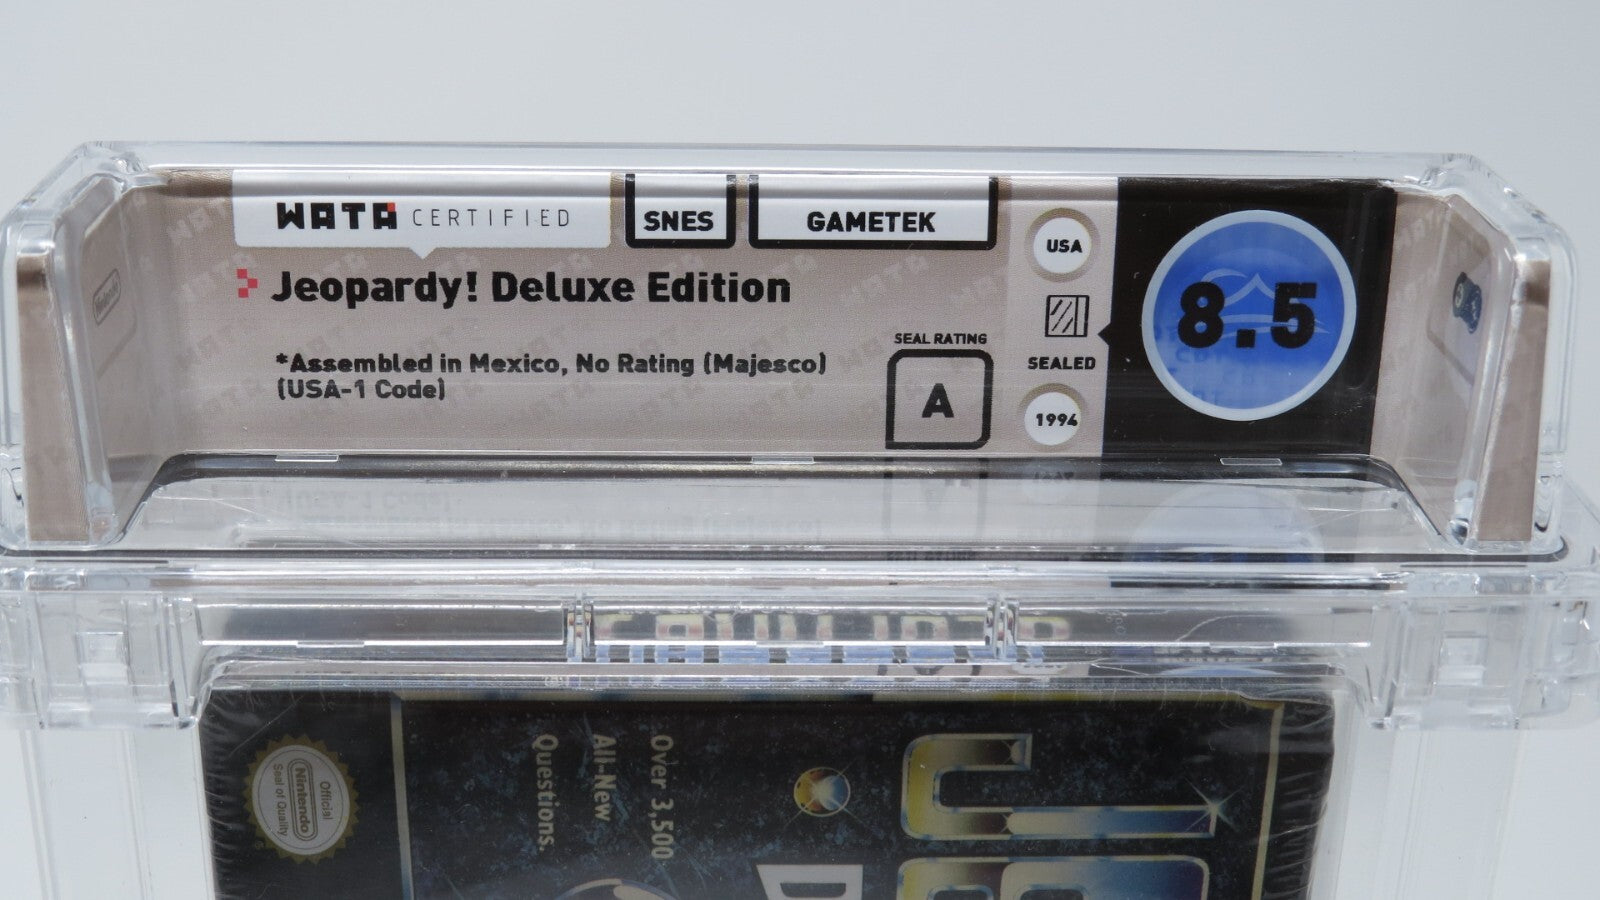 WATA CERTIFIED
SNES
GAMETEK
Jeopardy! Deluxe Edition
*Assembled in Mexico, No Rating (Majesco)
(USA-1 Code)
SEAL RATING
A
USA
SEALED
1994
8.5
Official
Nintendo
Seal of Quality
Over 3,500
All-New
Questions.
J